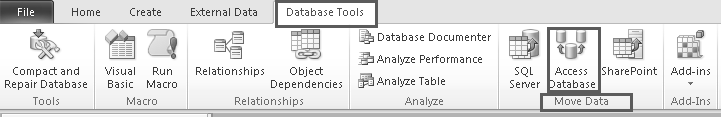 File Home Create External Data Database Tools
Compact and Repair Database
Visual Basic
Run Macro
Relationships
Object Dependencies
Database Documenter
Analyze Performance
Analyze Table
SQL Server
Access Database
SharePoint
Add-ins
Tools Macro Relationships Analyze Move Data Add-Ins